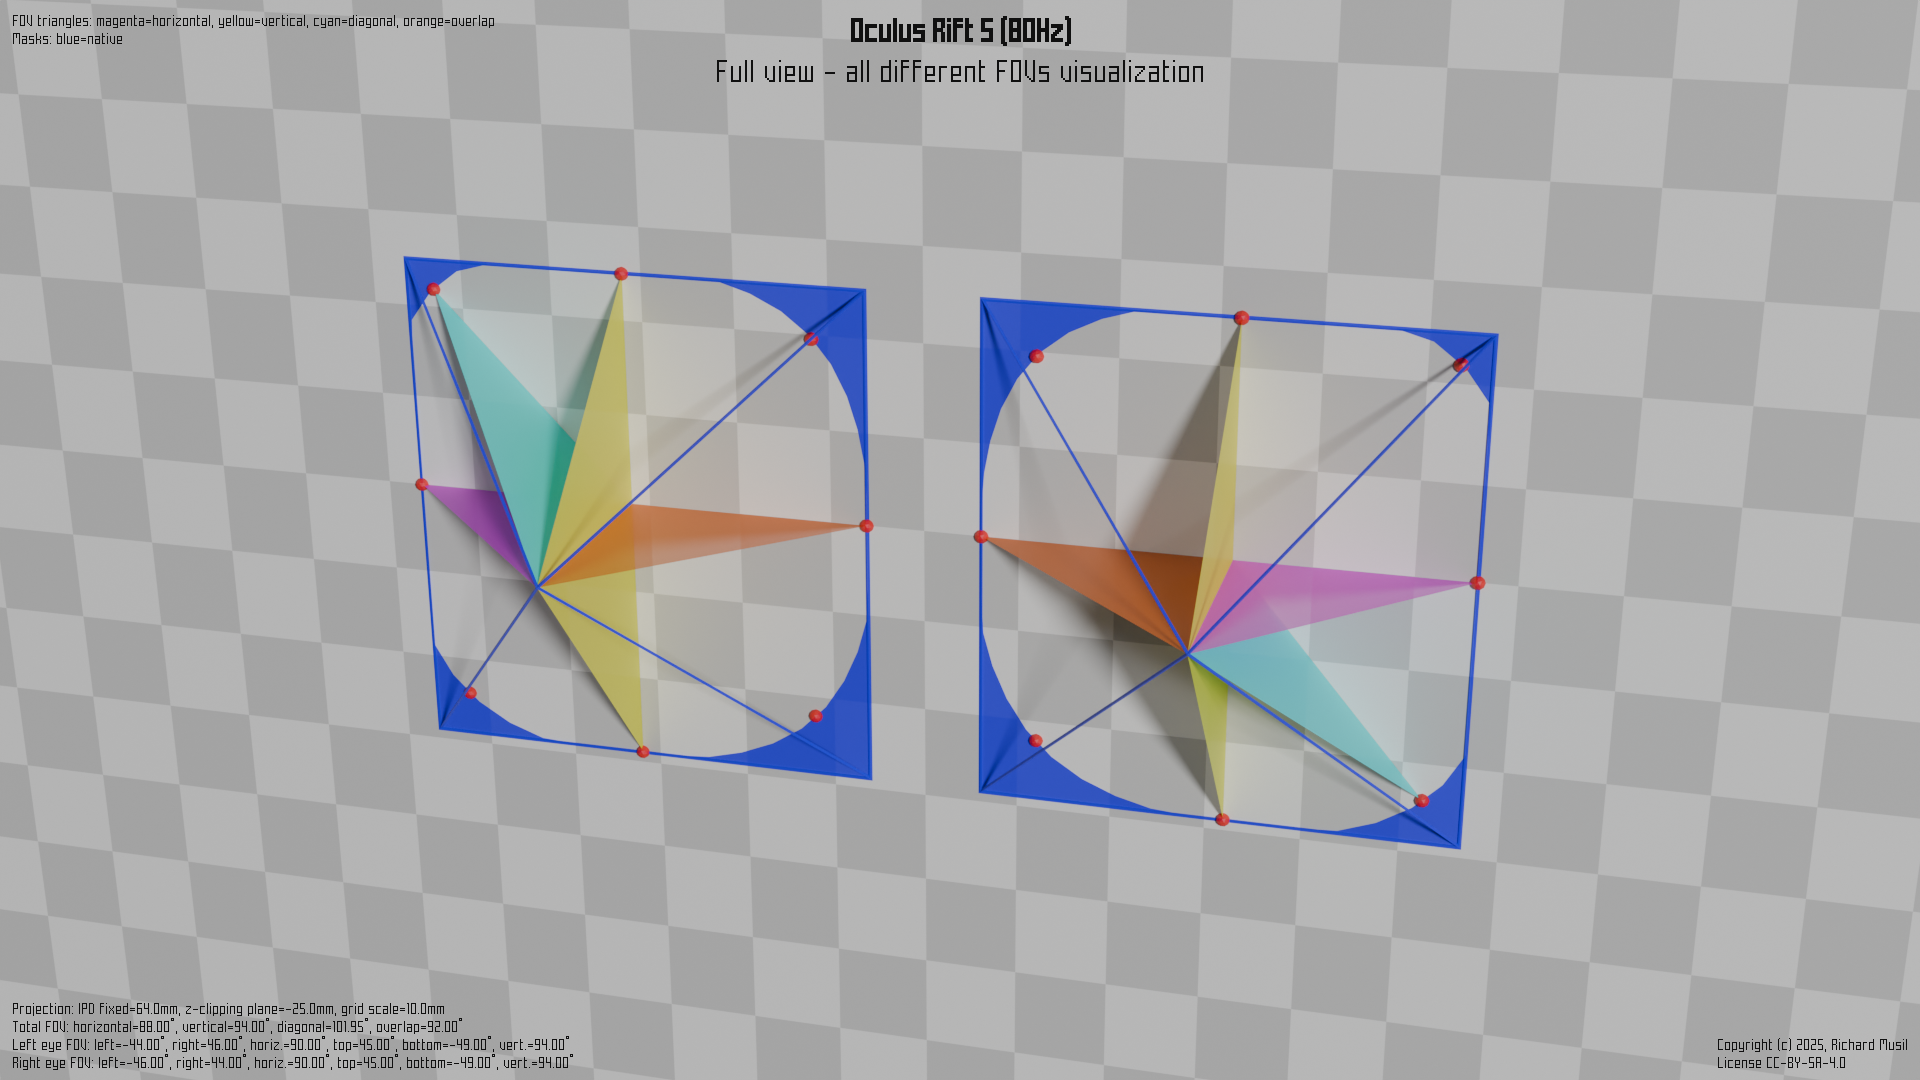 FOV triangles: magenta=horizontal, yellow=vertical, cyan=diagonal, orange=overlap
Masks: blue=native
Oculus Rift S (80Hz)
Full view - all different FOVs visualization
Projection: IPD fixed=64.0mm, z-clipping plane=-25.0mm, grid scale=10.0mm
Total FOV: horizontal=88.00°, vertical=94.00°, diagonal=101.95°, overlap=92.00°
Left eye FOV: left=-44.00°, right=46.00°, horiz.=90.00°, top=45.00°, bottom=-49.00°, vert.=94.00°
Right eye FOV: left=-46.00°, right=44.00°, horiz.=90.00°, top=45.00°, bottom=-49.00°, vert.=94.00°
Copyright (c) 2025, Richard Musil
License CC-BY-SA-4.0